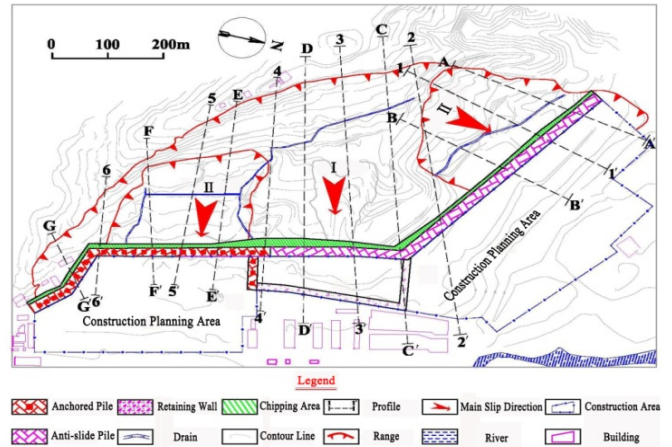 0 60 120 200m
N
D 3 C 2
1 A
4
5 E
II
B
F
I
6
II
A'
1'
G
B'
Construction Planning Area
G' 6' F' 5' E'
4' D' 3'
C' 2'
Construction Planning Area
Legend
Anchored Pile Retaining Wall Chipping Area Profile Main Slip Direction Construction Area
Anti-slide Pile Drain Contour Line Range River Building